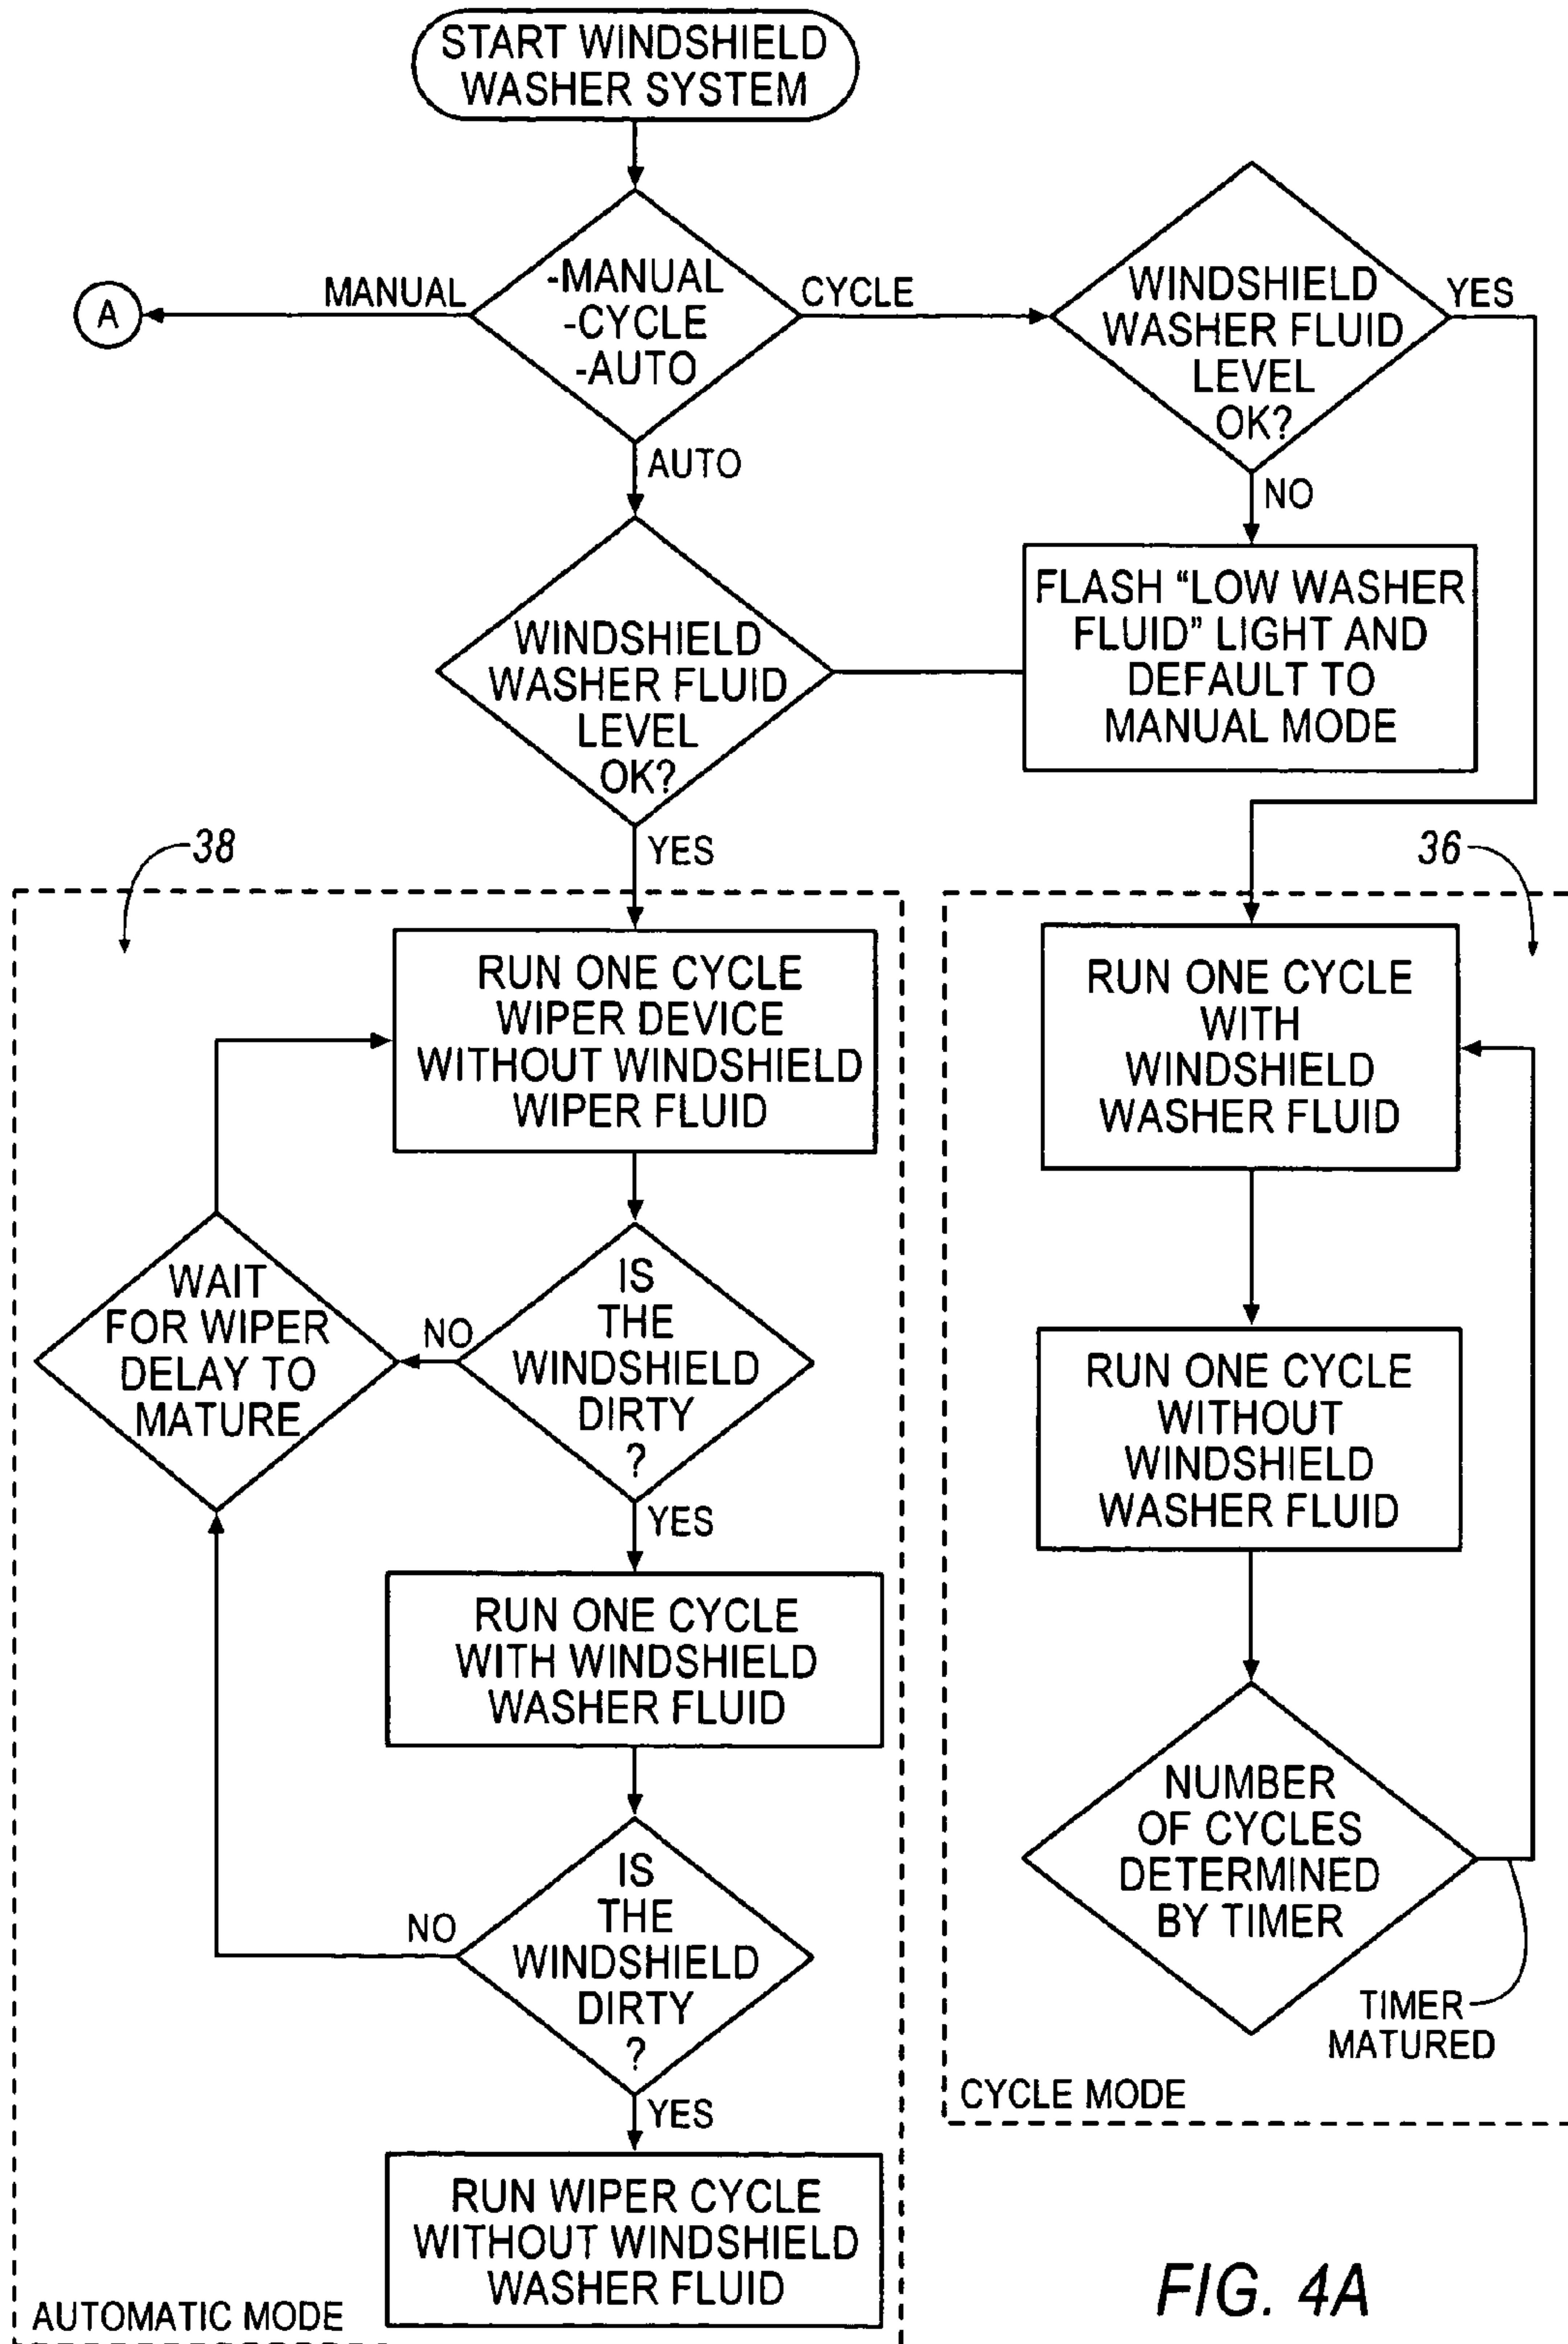 START WINDSHIELD
WASHER SYSTEM
A
MANUAL
-MANUAL
-CYCLE
-AUTO
CYCLE
WINDSHIELD
WASHER FLUID
LEVEL
OK?
YES
AUTO
NO
WINDSHIELD
WASHER FLUID
LEVEL
OK?
FLASH “LOW WASHER
FLUID” LIGHT AND
DEFAULT TO
MANUAL MODE
YES
38
36
RUN ONE CYCLE
WIPER DEVICE
WITHOUT WINDSHIELD
WIPER FLUID
WAIT
FOR WIPER
DELAY TO
MATURE
NO
IS
THE
WINDSHIELD
DIRTY
?
YES
RUN ONE CYCLE
WITH WINDSHIELD
WASHER FLUID
NO
IS
THE
WINDSHIELD
DIRTY
?
YES
RUN WIPER CYCLE
WITHOUT WINDSHIELD
WASHER FLUID
AUTOMATIC MODE
RUN ONE CYCLE
WITH
WINDSHIELD
WASHER FLUID
RUN ONE CYCLE
WITHOUT
WINDSHIELD
WASHER FLUID
NUMBER
OF CYCLES
DETERMINED
BY TIMER
TIMER
MATURED
CYCLE MODE
FIG. 4A